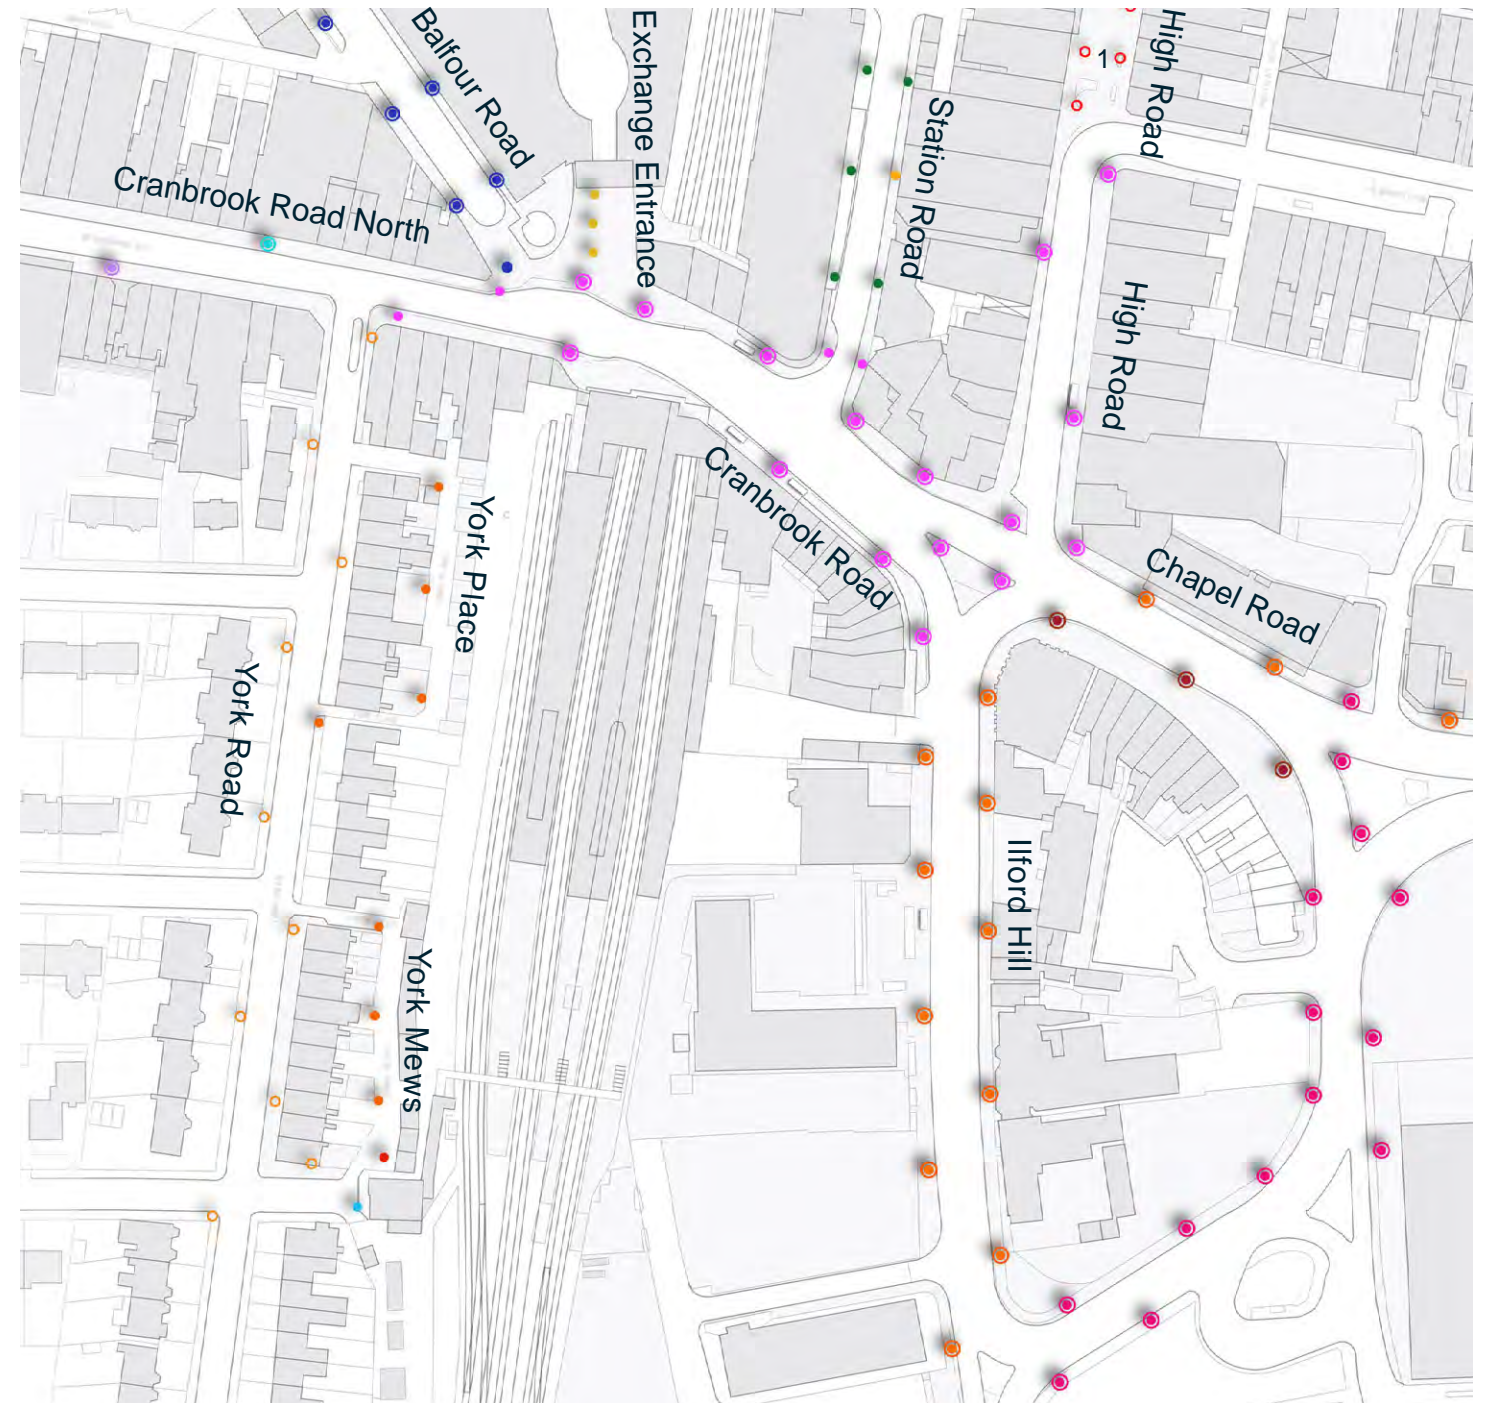 Balfour Road
Exchange Entrance
High Road
1
Station Road
Cranbrook Road North
High Road
Cranbrook Road
York Place
Chapel Road
York Road
Ilford Hill
York Mews